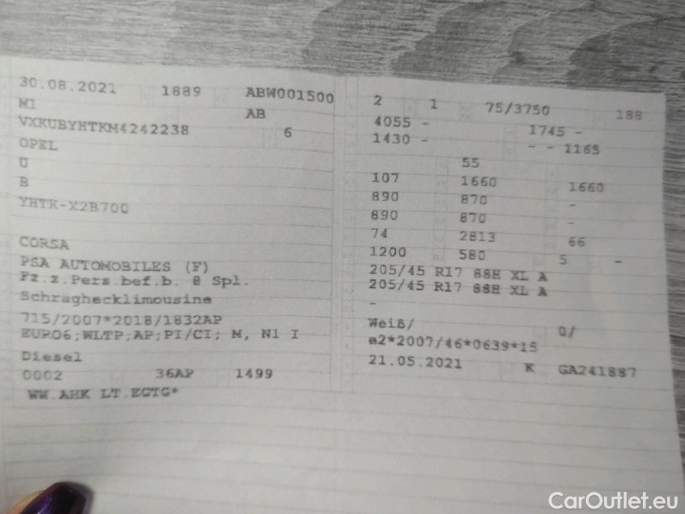 30.08.2021 1889 ABW001500
M1 AB
VXKUBYHTKM4242238 6
OPEL
U
B
YHTK-X2B700
CORSA
PSA AUTOMOBILES (F)
Fz.z.Pers.bef.b. 8 Spl.
Schräghecklimousine
715/2007*2018/1832AP
EURO6;WLTP;AP;PI/CI; M, N1 I
Diesel
0002 36AP 1499
WW.AHK LT.EGTG*
2 1 75/3750 188
4055 - 1745 -
1430 - - - 1165
55
107 1660 1660
890 870 -
890 870 -
74 2813 66
1200 580 5 -
205/45 R17 88H XL A
205/45 R17 88H XL A
-
Weiß/ 0/
e2*2007/46*0639*15
21.05.2021 K GA241887
CarOutlet.eu